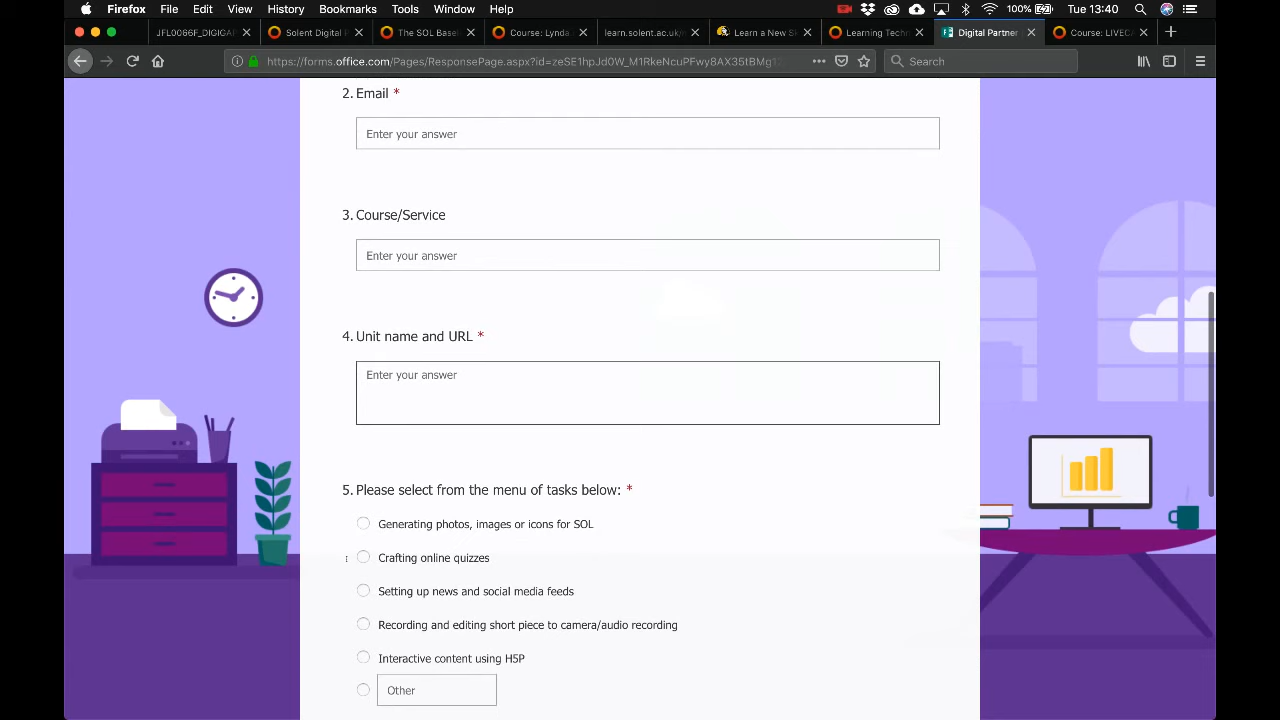 Firefox File Edit View History Bookmarks Tools Window Help 100% Tue 13:40
JFL0066F_DIGIGA Solent Digital The SOL Basel Course: Lynda. learn.solent.ac.uk/m Learn a New Sk Learning Techn Digital Partner Course: LIVECA
https://forms.office.com/Pages/ResponsePage.aspx?id=zeSE1hpJd0W_M1RkeNcuPFwy8AX35tBMg1 Search
2. Email *
Enter your answer
3. Course/Service
Enter your answer
4. Unit name and URL *
Enter your answer
5. Please select from the menu of tasks below: *
Generating photos, images or icons for SOL
Crafting online quizzes
Setting up news and social media feeds
Recording and editing short piece to camera/audio recording
Interactive content using H5P
Other